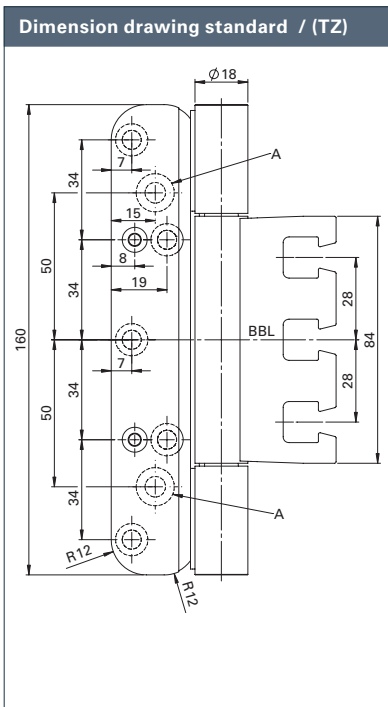 Dimension drawing standard / (TZ)
Ø18
A
7
34
15
8
50
34
19
28
160
BBL
84
7
28
34
50
34
A
R12
R12